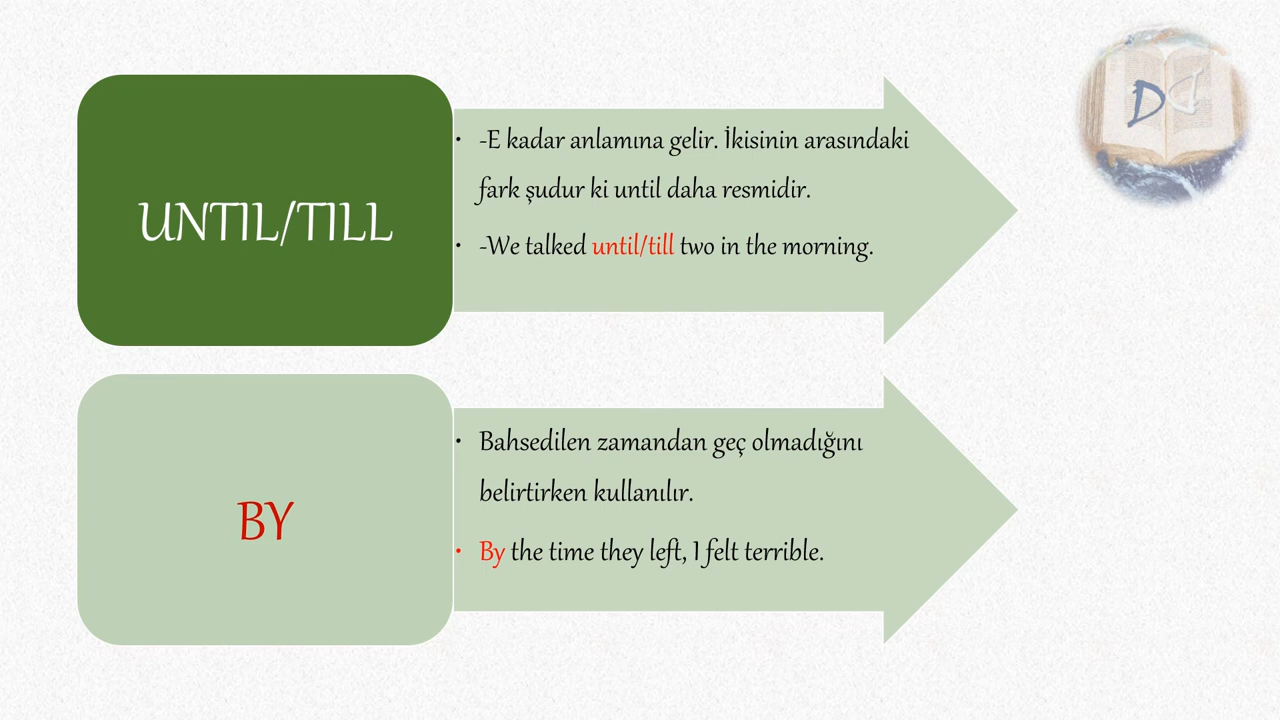 UNTIL/TILL
• -E kadar anlamına gelir. İkisinin arasındaki
fark şudur ki until daha resmidir.
• -We talked until/till two in the morning.
BY
• Bahsedilen zamandan geç olmadığını
belirtirken kullanılır.
• By the time they left, I felt terrible.